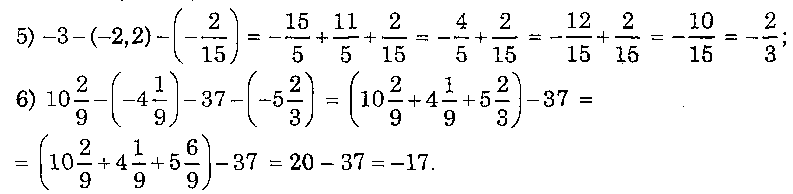 5) −3 − (−2,2) − (−2/15) = −15/5 + 11/5 + 2/15 = −4/5 + 2/15 = −12/15 + 2/15 = −10/15 = −2/3;
6) 10 2/9 − (−4 1/9) − 37 − (−5 2/3) = (10 2/9 + 4 1/9 + 5 2/3) − 37 =
= (10 2/9 + 4 1/9 + 5 6/9) − 37 = 20 − 37 = −17.